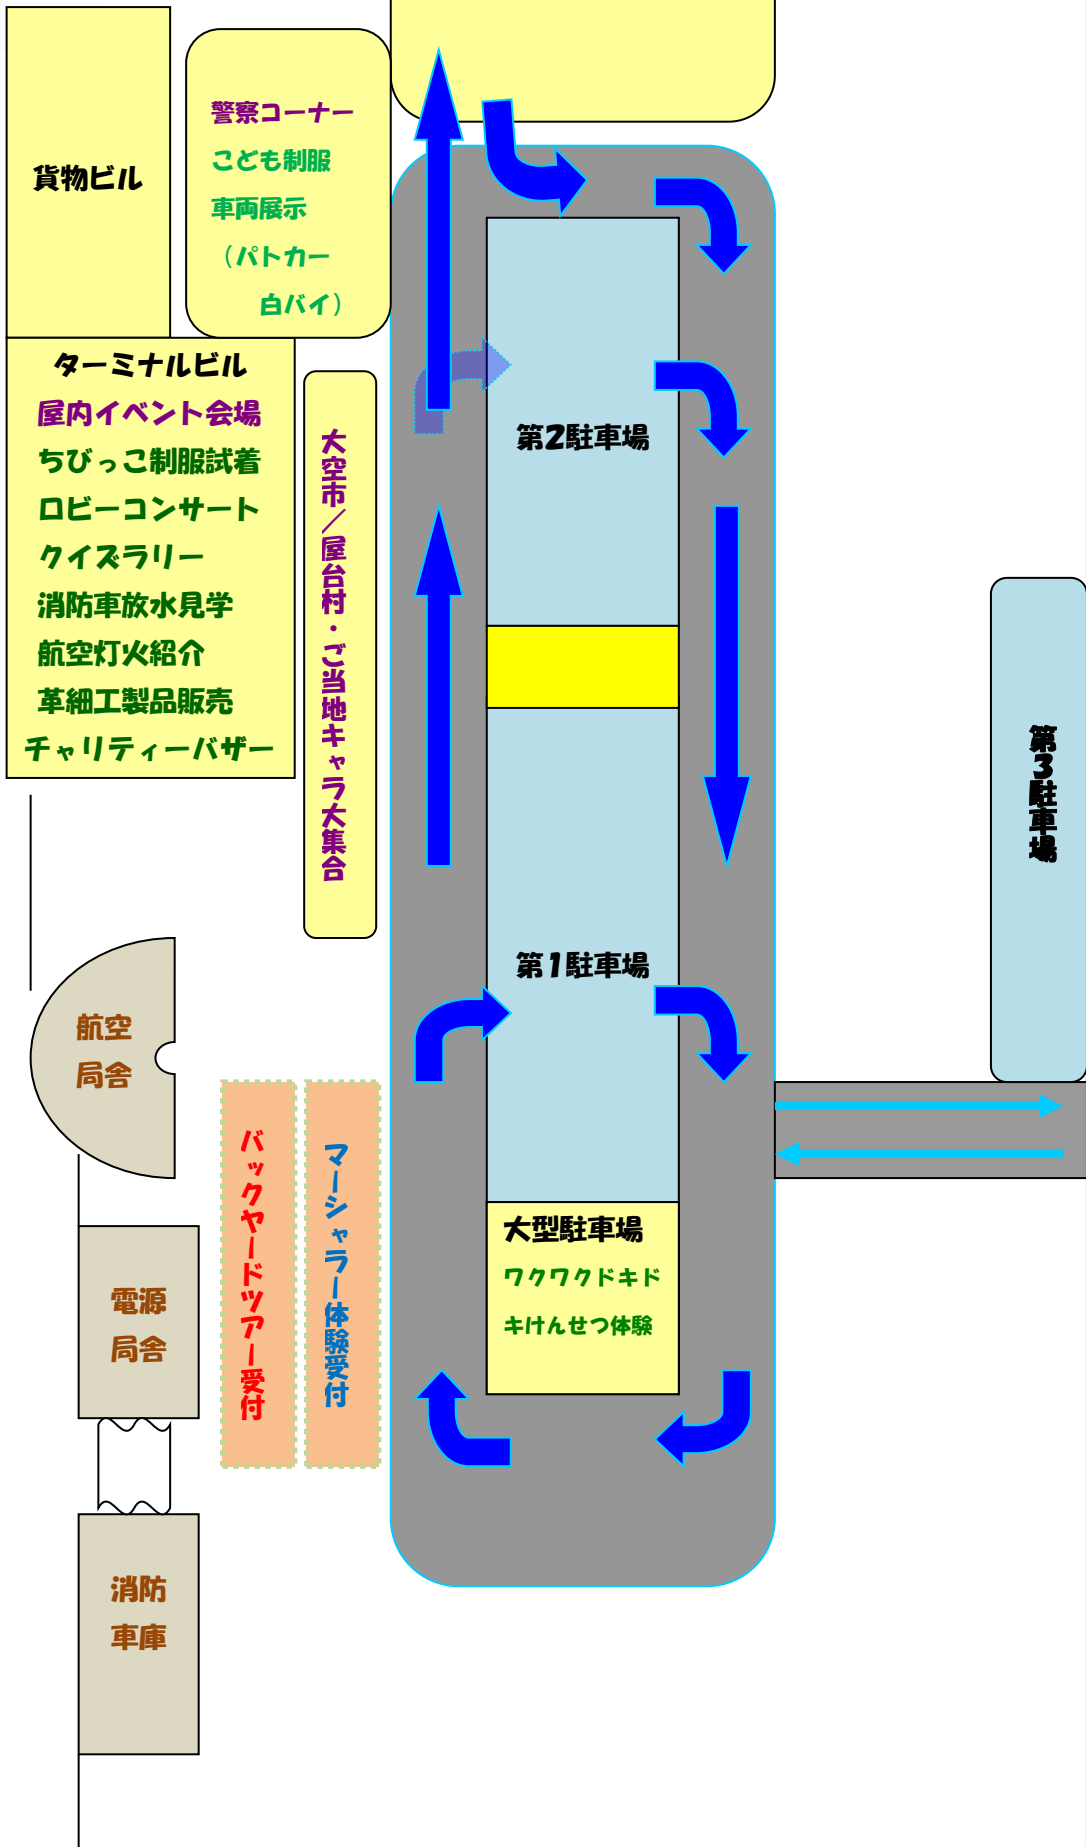 貨物ビル
警察コーナー
こども制服
車両展示
（パトカー
白バイ）
ターミナルビル
屋内イベント会場
ちびっこ制服試着
ロビーコンサート
クイズラリー
消防車放水見学
航空灯火紹介
革細工製品販売
チャリティーバザー
大空市／屋台村・ご当地キャラ大集合
第2駐車場
第3駐車場
第1駐車場
航空
局舎
バックヤードツアー受付
マーシャラー体験受付
大型駐車場
ワクワクドキド
キけんせつ体験
電源
局舎
消防
車庫